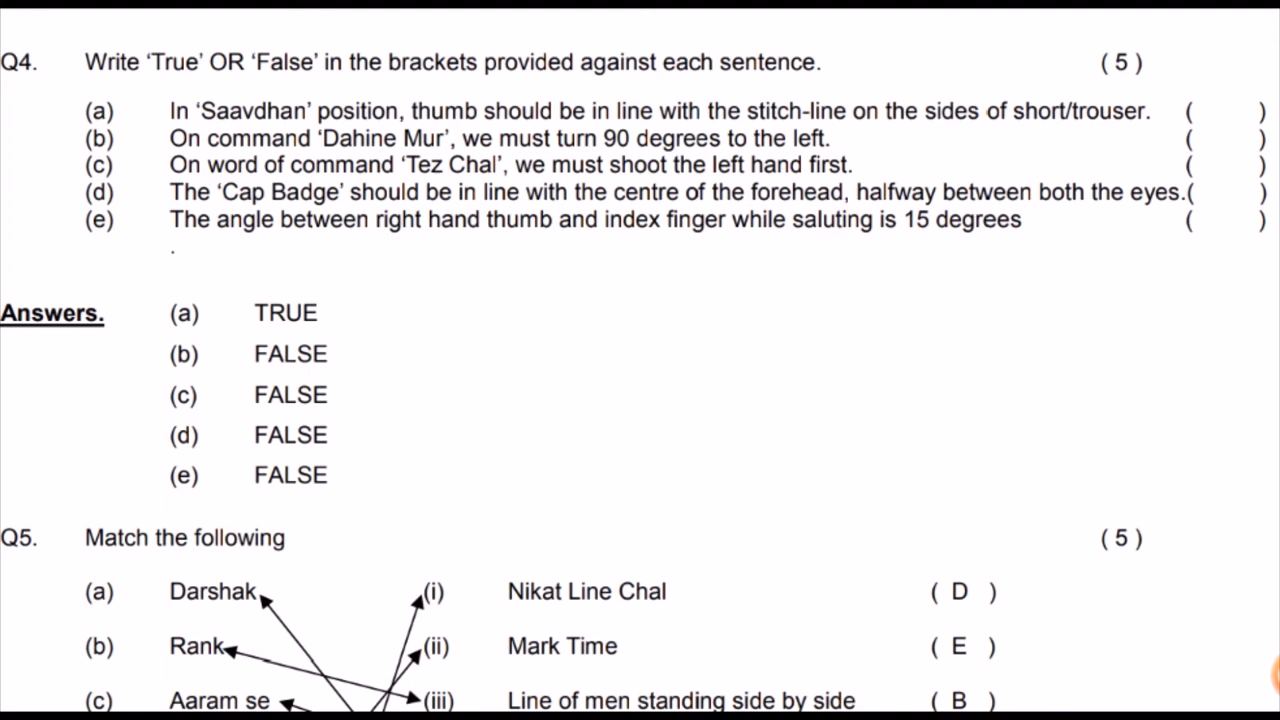 Q4. Write ‘True’ OR ‘False’ in the brackets provided against each sentence. ( 5 )
(a) In ‘Saavdhan’ position, thumb should be in line with the stitch-line on the sides of short/trouser. ( )
(b) On command ‘Dahine Mur’, we must turn 90 degrees to the left. ( )
(c) On word of command ‘Tez Chal’, we must shoot the left hand first. ( )
(d) The ‘Cap Badge’ should be in line with the centre of the forehead, halfway between both the eyes.( )
(e) The angle between right hand thumb and index finger while saluting is 15 degrees ( )
.
Answers. (a) TRUE
(b) FALSE
(c) FALSE
(d) FALSE
(e) FALSE
Q5. Match the following ( 5 )
(a) Darshak (i) Nikat Line Chal ( D )
(b) Rank (ii) Mark Time ( E )
(c) Aaram se (iii) Line of men standing side by side ( B )